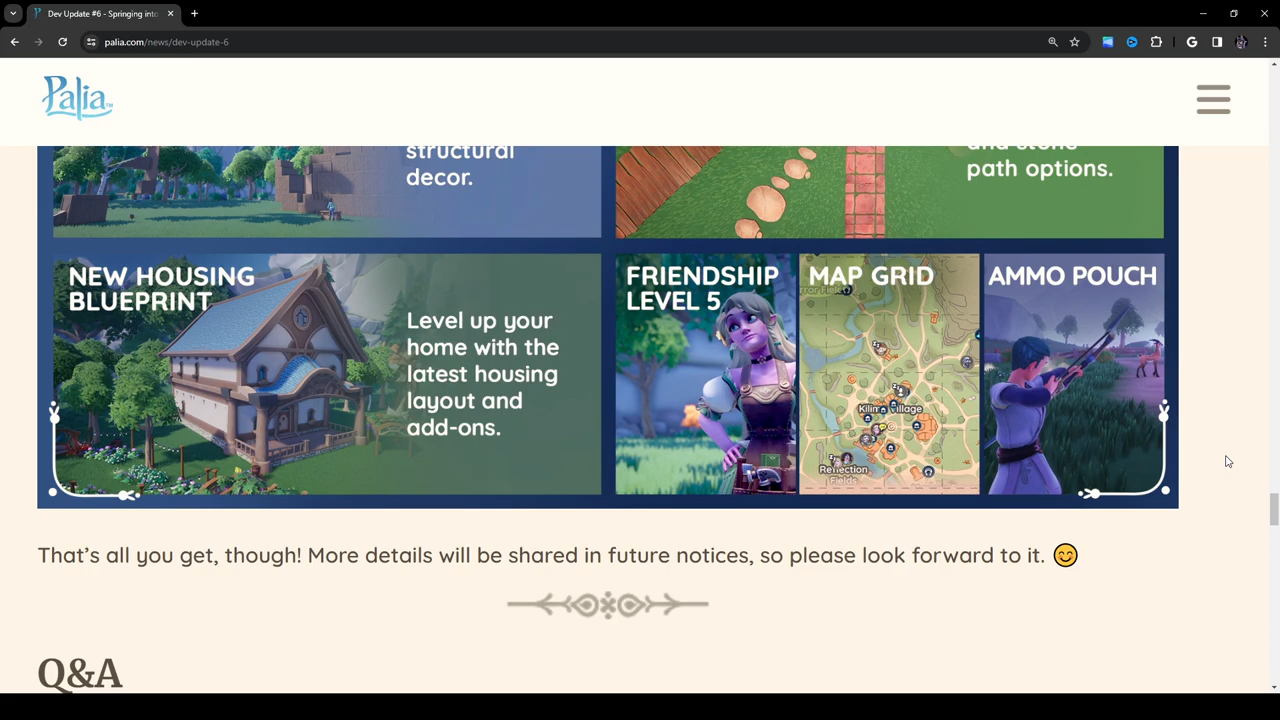 Dev Update #6 - Springing into
palia.com/news/dev-update-6
Palia
structural
decor.
and stone
path options.
NEW HOUSING
BLUEPRINT
Level up your
home with the
latest housing
layout and
add-ons.
FRIENDSHIP
LEVEL 5
MAP GRID
Kilima Village
Reflection
Fields
AMMO POUCH
That's all you get, though! More details will be shared in future notices, so please look forward to it. 😊
Q&A